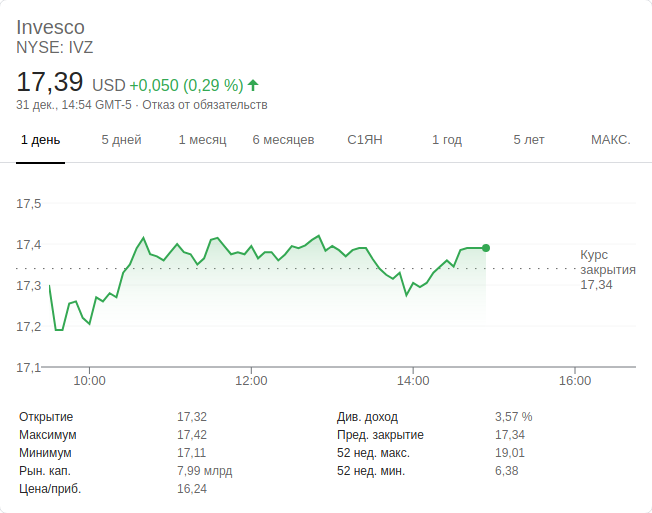 Invesco
NYSE: IVZ
17,39 USD +0,050 (0,29 %)
31 дек., 14:54 GMT-5 · Отказ от обязательств
1 день 5 дней 1 месяц 6 месяцев С1ЯН 1 год 5 лет МАКС.
17,5
17,4
Курс
закрытия
17,34
17,3
17,2
17,1
10:00 12:00 14:00 16:00
Открытие 17,32 Див. доход 3,57 %
Максимум 17,42 Пред. закрытие 17,34
Минимум 17,11 52 нед. макс. 19,01
Рын. кап. 7,99 млрд 52 нед. мин. 6,38
Цена/приб. 16,24